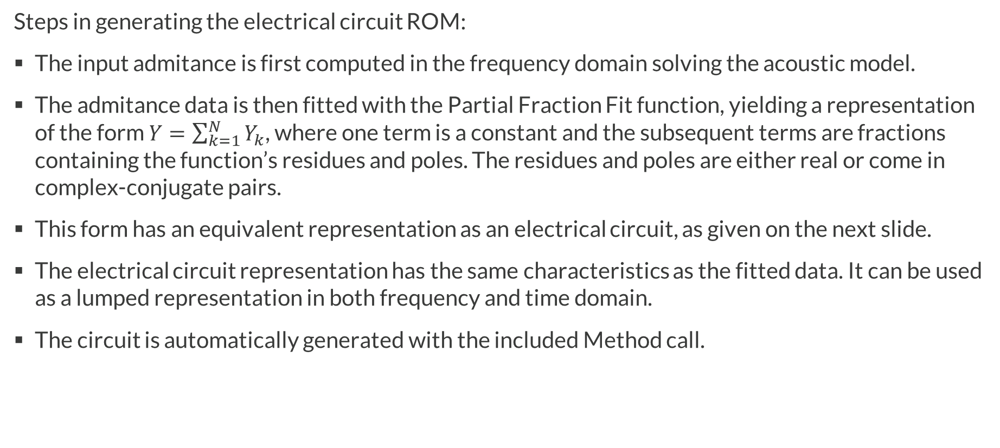 Steps in generating the electrical circuit ROM:
▪ The input admitance is first computed in the frequency domain solving the acoustic model.
▪ The admitance data is then fitted with the Partial Fraction Fit function, yielding a representation
of the form Y = ∑_{k=1}^{N} Y_k, where one term is a constant and the subsequent terms are fractions
containing the function’s residues and poles. The residues and poles are either real or come in
complex-conjugate pairs.
▪ This form has an equivalent representation as an electrical circuit, as given on the next slide.
▪ The electrical circuit representation has the same characteristics as the fitted data. It can be used
as a lumped representation in both frequency and time domain.
▪ The circuit is automatically generated with the included Method call.